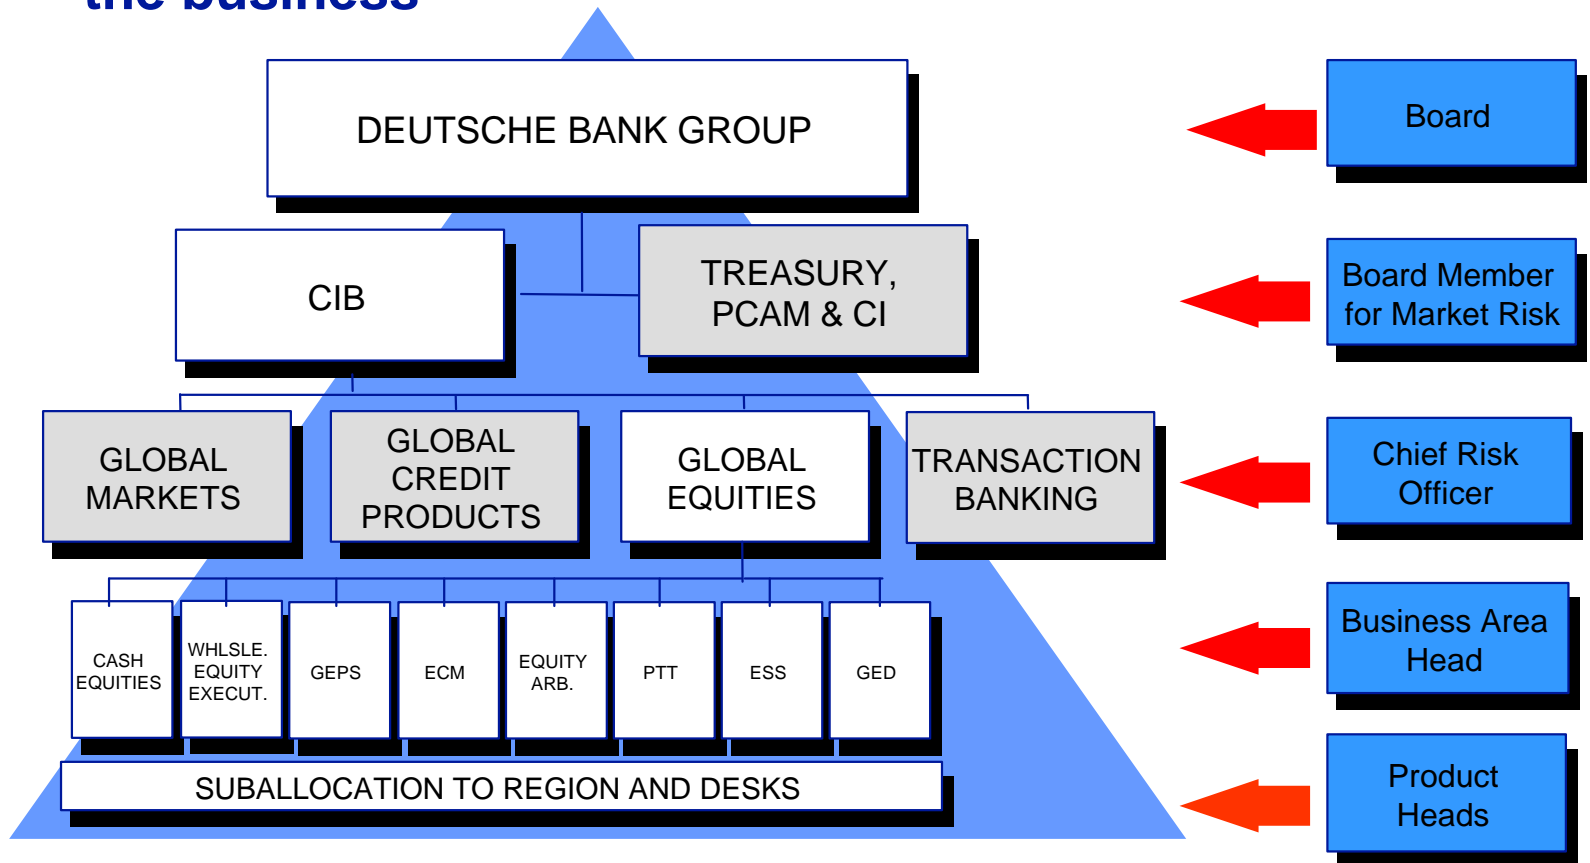 the business
DEUTSCHE BANK GROUP
Board
CIB
TREASURY,
PCAM & CI
Board Member
for Market Risk
GLOBAL
MARKETS
GLOBAL
CREDIT
PRODUCTS
GLOBAL
EQUITIES
TRANSACTION
BANKING
Chief Risk
Officer
CASH
EQUITIES
WHLSLE.
EQUITY
EXECUT.
GEPS
ECM
EQUITY
ARB.
PTT
ESS
GED
Business Area
Head
SUBALLOCATION TO REGION AND DESKS
Product
Heads